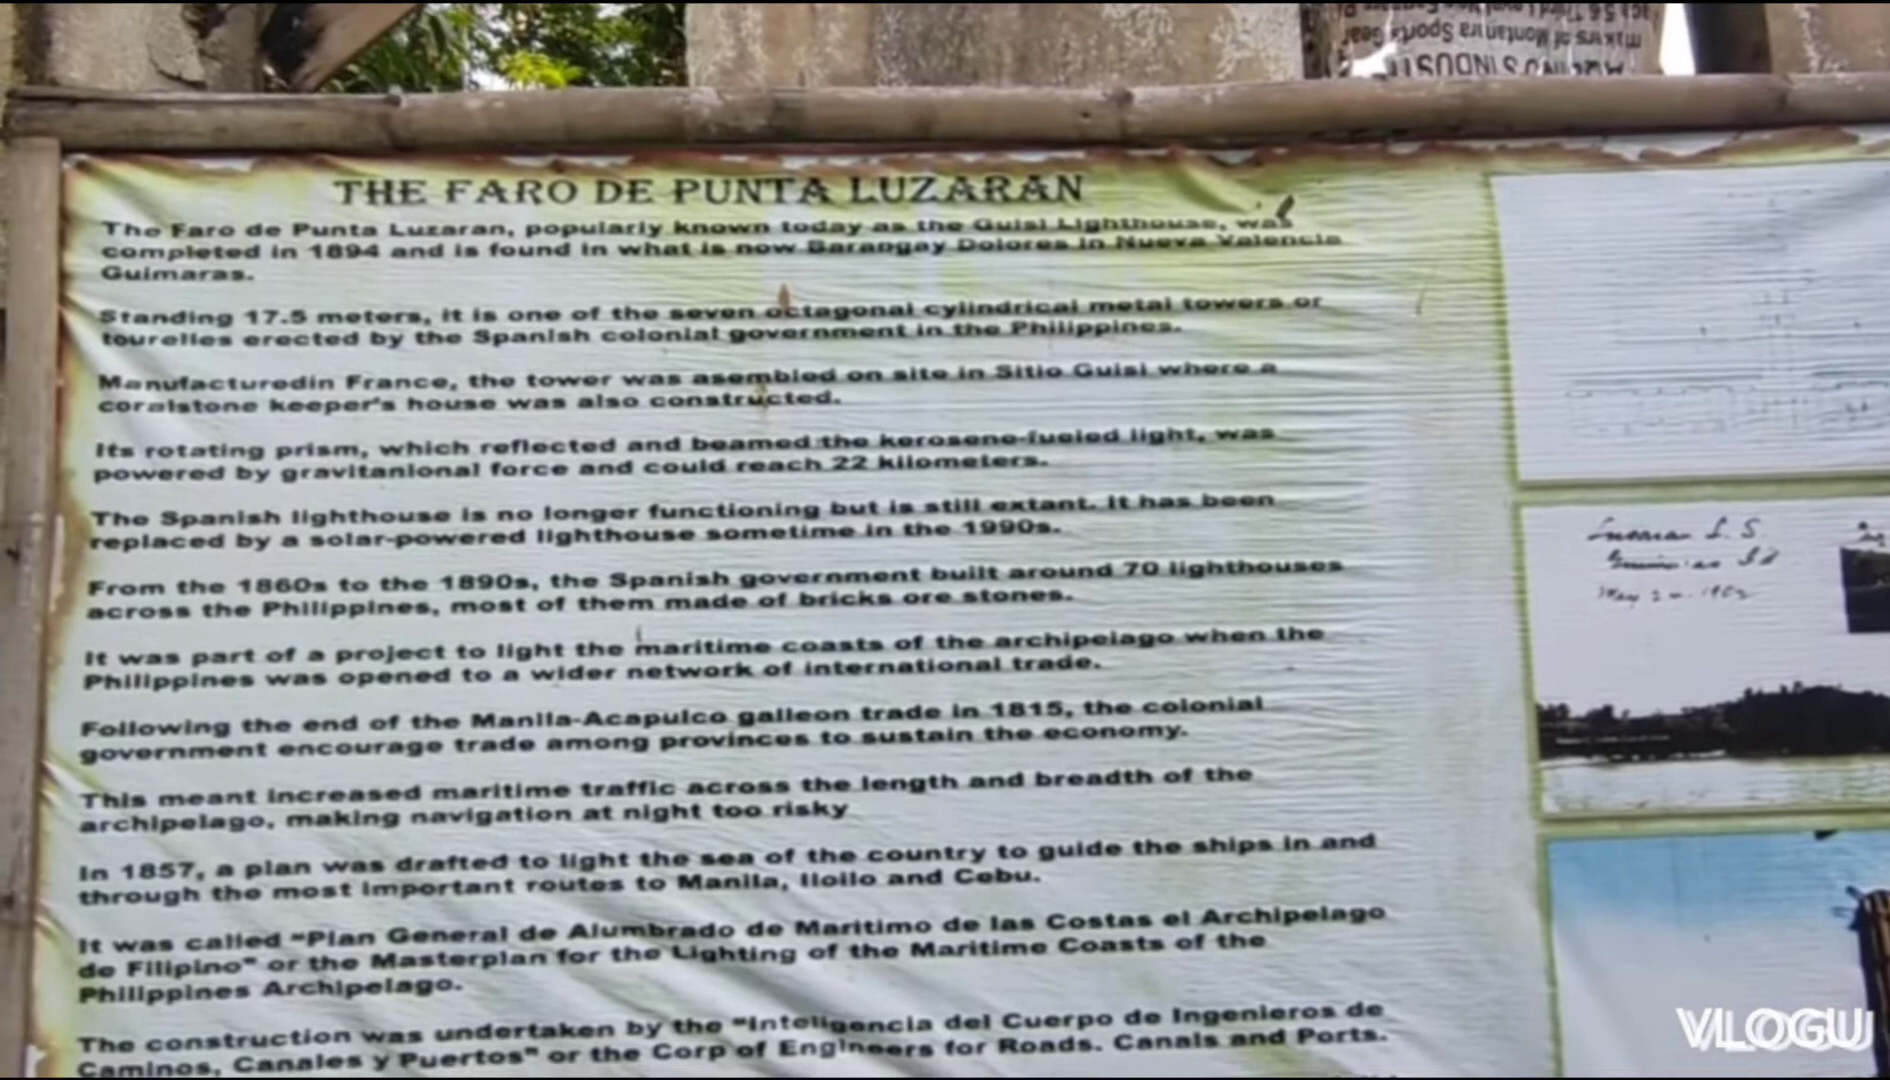 Makers of Montanira Sports Gear
THE FARO DE PUNTA LUZARAN
The Faro de Punta Luzaran, popularly known today as the Guisi Lighthouse, was
completed in 1894 and is found in what is now Barangay Dolores in Nueva Valencia
Guimaras.
Standing 17.5 meters, it is one of the seven octagonal cylindrical metal towers or
tourelles erected by the Spanish colonial government in the Philippines.
Manufacturedin France, the tower was asembled on site in Sitio Guisi where a
coralstone keeper's house was also constructed.
Its rotating prism, which reflected and beamed the kerosene-fueled light, was
powered by gravitanional force and could reach 22 kilometers.
The Spanish lighthouse is no longer functioning but is still extant. It has been
replaced by a solar-powered lighthouse sometime in the 1990s.
From the 1860s to the 1890s, the Spanish government built around 70 lighthouses
across the Philippines, most of them made of bricks ore stones.
It was part of a project to light the maritime coasts of the archipelago when the
Philippines was opened to a wider network of international trade.
Following the end of the Manila-Acapulco galleon trade in 1815, the colonial
government encourage trade among provinces to sustain the economy.
This meant increased maritime traffic across the length and breadth of the
archipelago, making navigation at night too risky
In 1857, a plan was drafted to light the sea of the country to guide the ships in and
through the most important routes to Manila, Iloilo and Cebu.
It was called "Plan General de Alumbrado de Maritimo de las Costas el Archipelago
de Filipino" or the Masterplan for the Lighting of the Maritime Coasts of the
Philippines Archipelago.
The construction was undertaken by the "Inteligencia del Cuerpo de Ingenieros de
Caminos, Canales y Puertos" or the Corp of Engineers for Roads. Canals and Ports.
May 1902
VLOGU